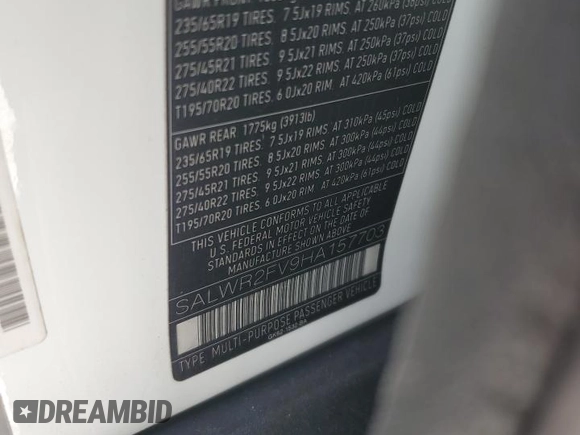 235/65R19 TIRES 7 5Jx19 RIMS AT 260kPa (38psi) COLD
255/55R20 TIRES 8 5Jx20 RIMS AT 250kPa (37psi) COLD
275/45R21 TIRES 9 5Jx21 RIMS AT 250kPa (37psi) COLD
275/40R22 TIRES 9 5Jx22 RIMS AT 250kPa (37psi) COLD
T195/70R20 TIRES 6 0Jx20 RIM AT 420kPa (61psi) COLD
GAWR REAR 1775kg (3913lb)
235/65R19 TIRES 7 5Jx19 RIMS AT 310kPa (45psi) COLD
255/55R20 TIRES 8 5Jx20 RIMS AT 300kPa (44psi) COLD
275/45R21 TIRES 9 5Jx21 RIMS AT 300kPa (44psi) COLD
275/40R22 TIRES 9 5Jx22 RIMS AT 300kPa (44psi) COLD
T195/70R20 TIRES 6 0Jx20 RIM AT 420kPa (61psi) COLD
THIS VEHICLE CONFORMS TO ALL APPLICABLE
U.S. FEDERAL MOTOR VEHICLE SAFETY
STANDARDS IN EFFECT ON THE DATE
OF MANUFACTURE SHOWN ABOVE
SALWR2FV9HA157703
TYPE: MULTI-PURPOSE PASSENGER VEHICLE
DREAMBID